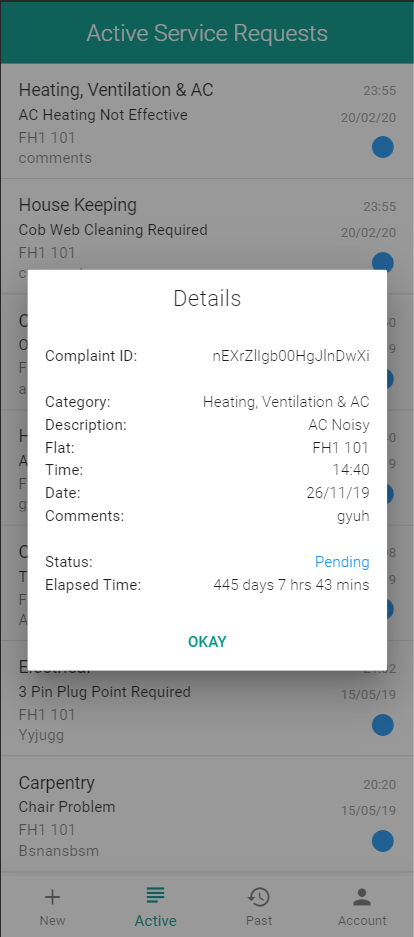 Active Service Requests
Heating, Ventilation & AC 23:55
AC Heating Not Effective 20/02/20
FH1 101
comments
House Keeping 23:55
Cob Web Cleaning Required 20/02/20
FH1 101
Details
Complaint ID: nEXrZlIgb00HgJlnDwXi
Category: Heating, Ventilation & AC
Description: AC Noisy
Flat: FH1 101
Time: 14:40
Date: 26/11/19
Comments: gyuh
Status: Pending
Elapsed Time: 445 days 7 hrs 43 mins
OKAY
Electrical
3 Pin Plug Point Required 15/05/19
FH1 101
Yyjugg
Carpentry 20:20
Chair Problem 15/05/19
FH1 101
Bsnansbsm
New Active Past Account